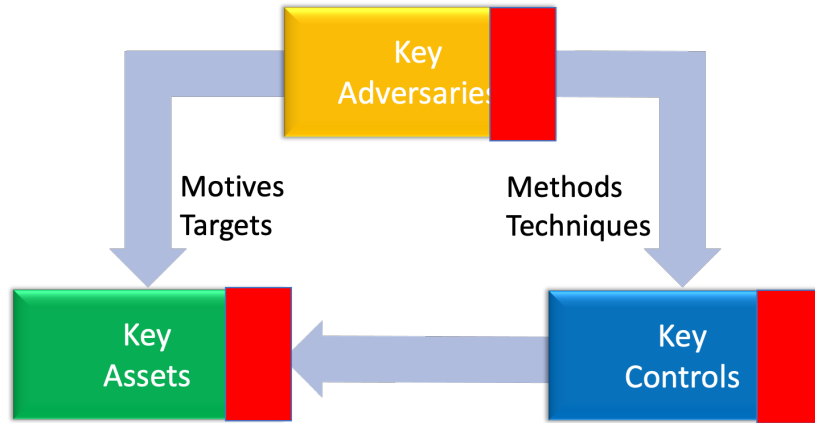 Key
Adversaries
Motives
Targets
Methods
Techniques
Key
Assets
Key
Controls